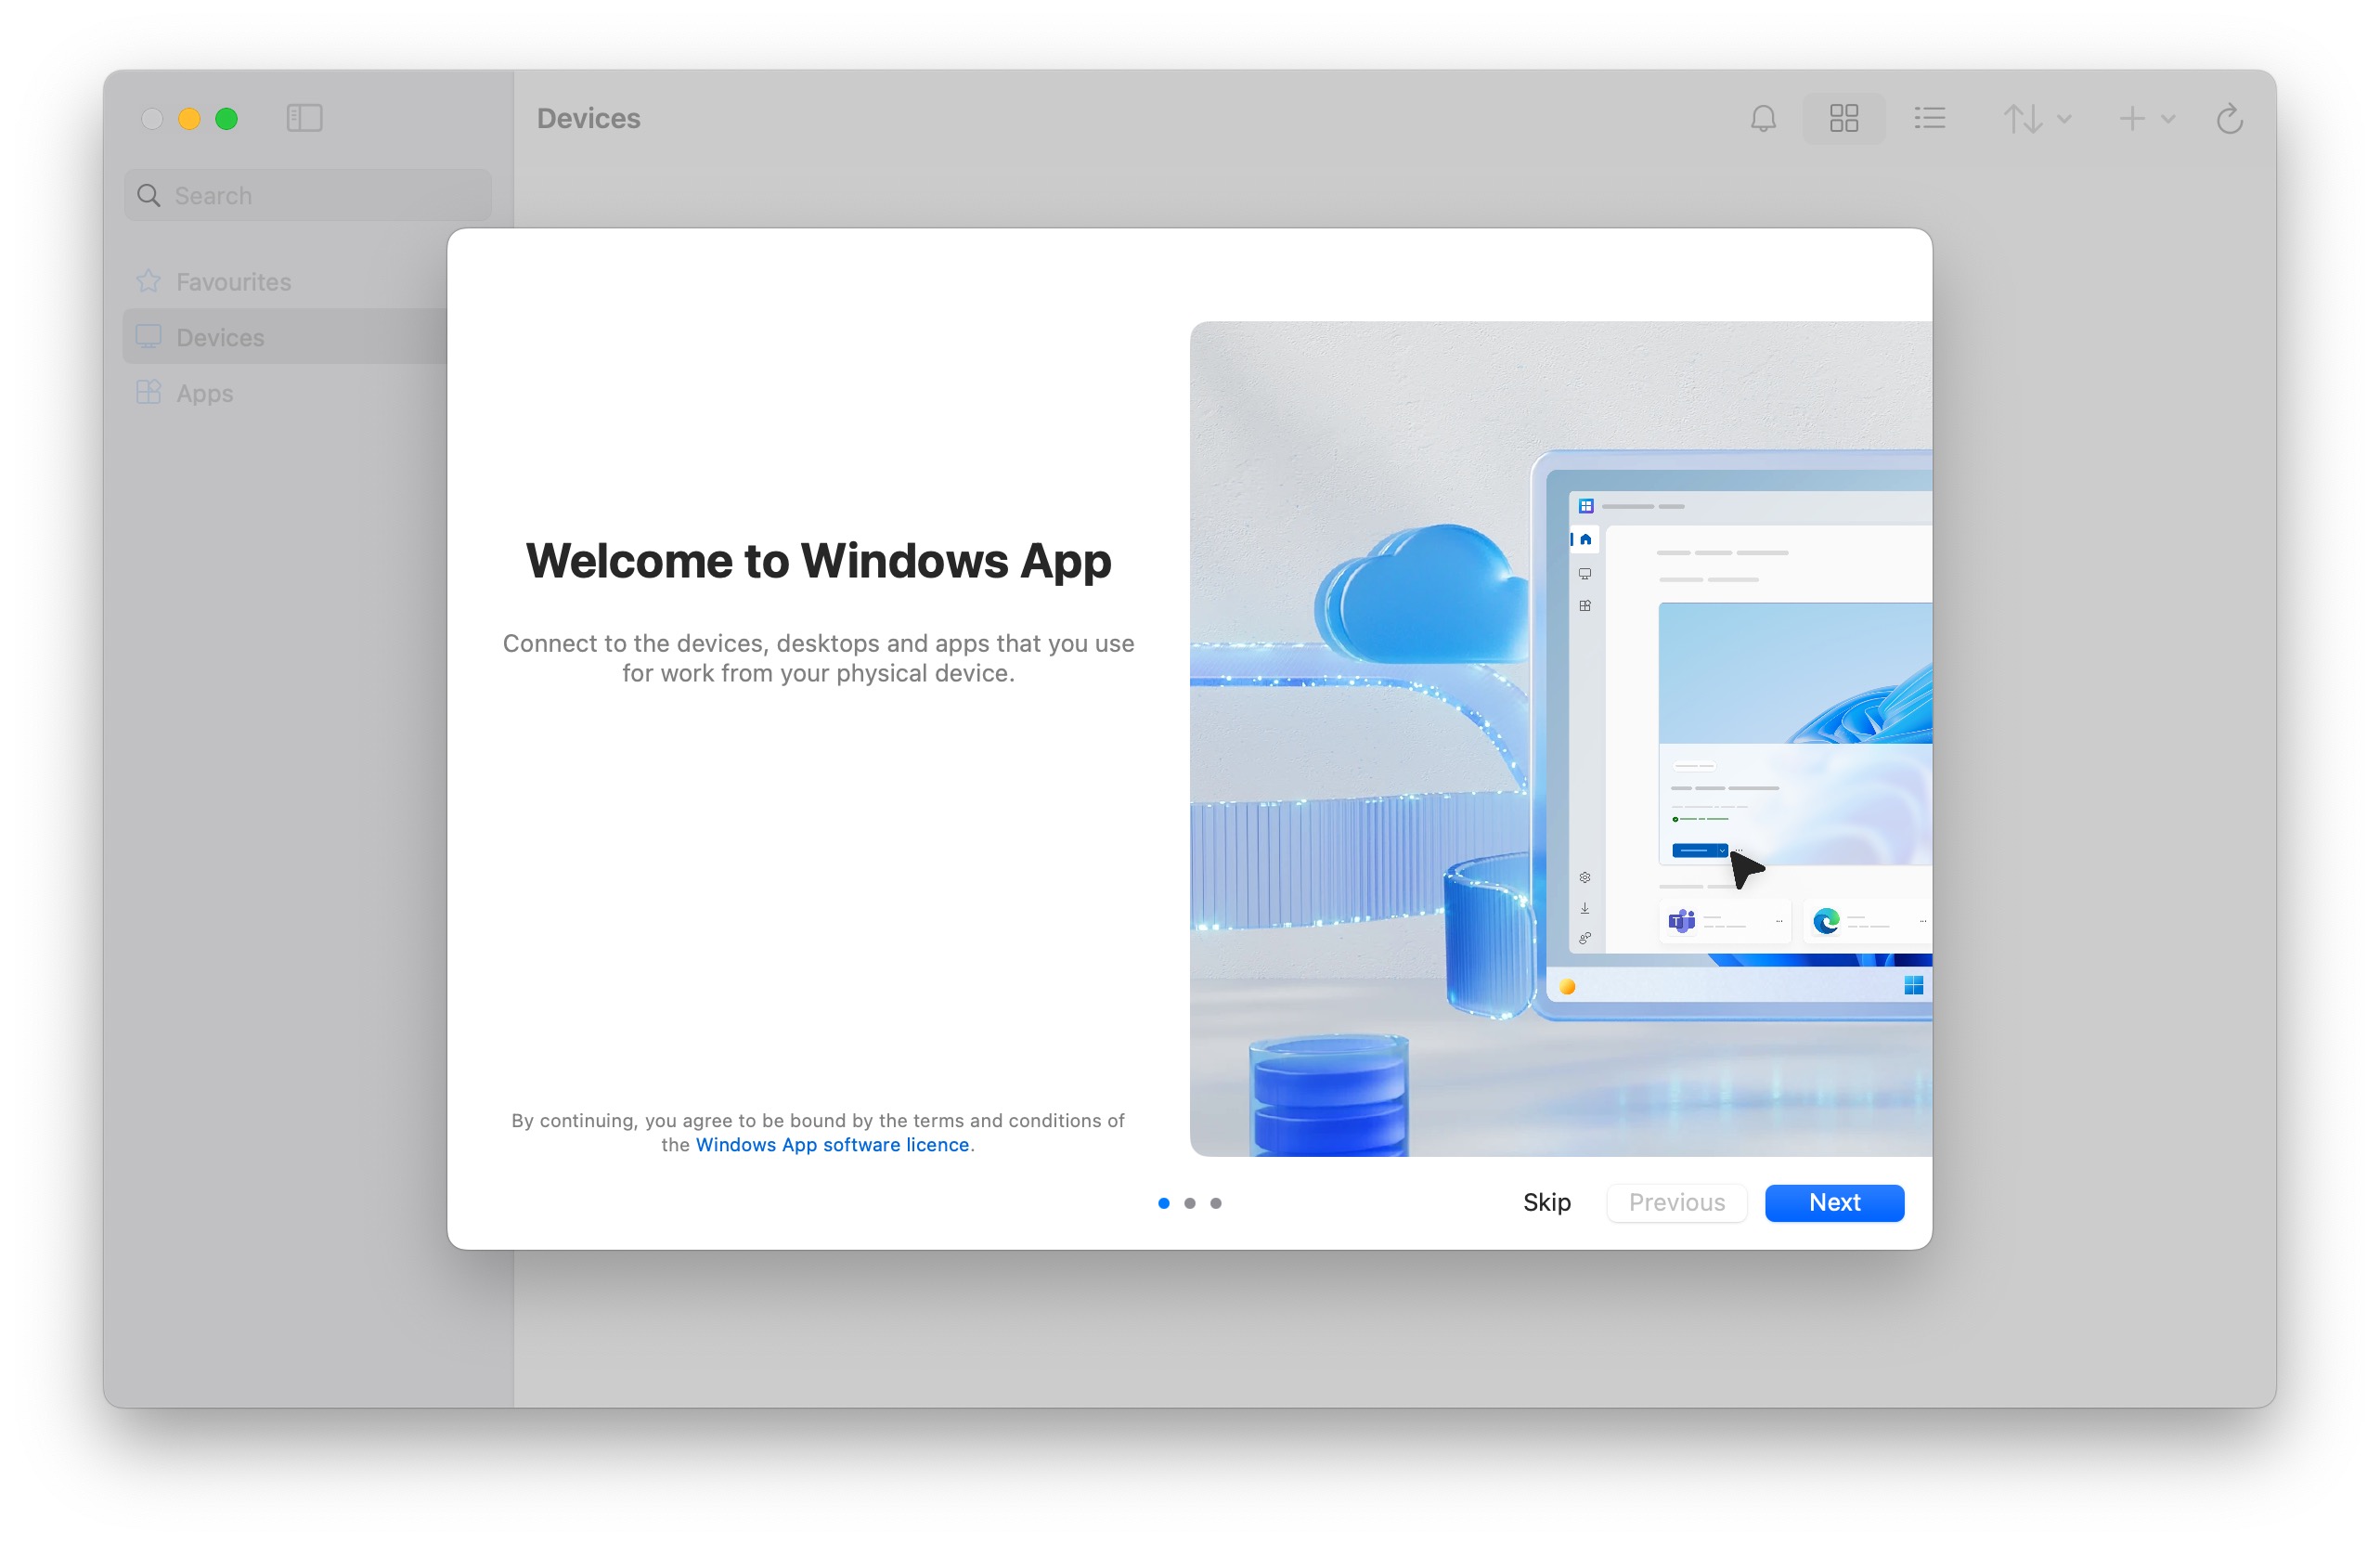 Devices
Search
Favourites
Devices
Apps
Welcome to Windows App
Connect to the devices, desktops and apps that you use
for work from your physical device.
By continuing, you agree to be bound by the terms and conditions of
the Windows App software licence.
Skip
Previous
Next